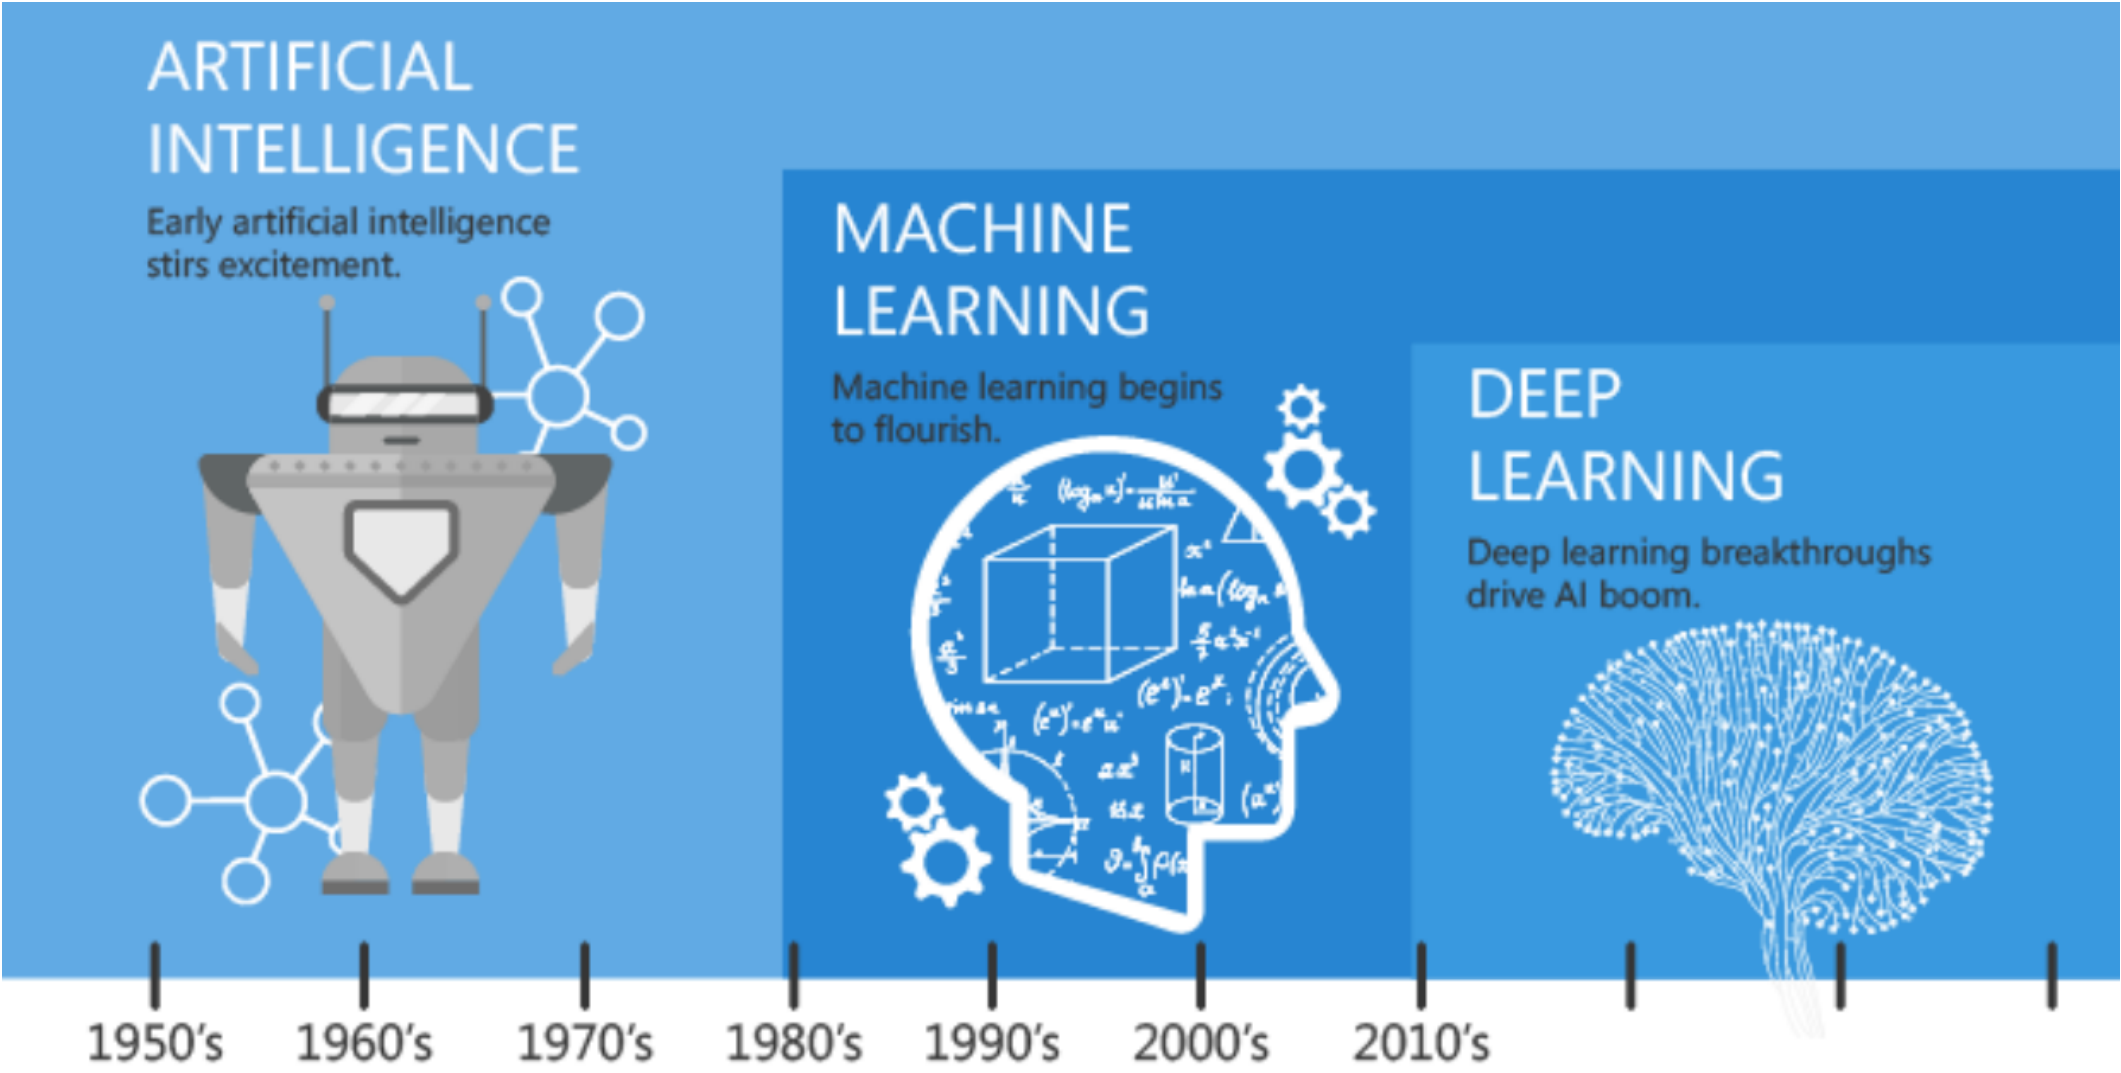 ARTIFICIAL
INTELLIGENCE
Early artificial intelligence
stirs excitement.
MACHINE
LEARNING
Machine learning begins
to flourish.
DEEP
LEARNING
Deep learning breakthroughs
drive AI boom.
1950's 1960's 1970's 1980's 1990's 2000's 2010's